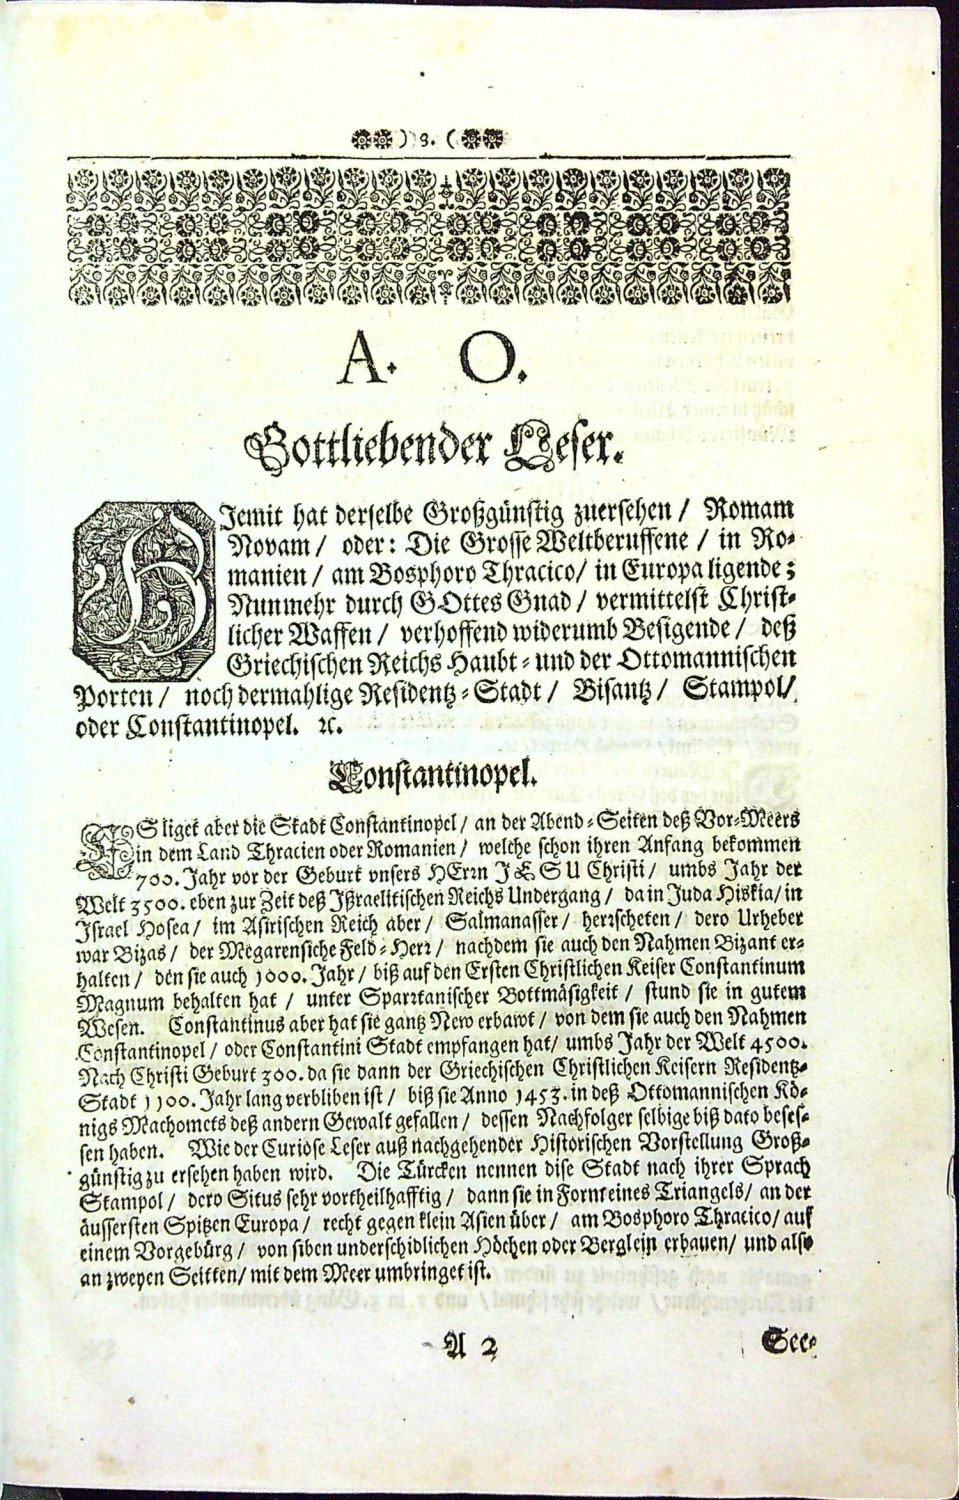 ) 3. (
A. O.
Gottliebender Leser.
HJemit hat derselbe Großgünstig zuersehen / Romam
Novam / oder: Die Grosse Weltberuffene / in Ro-
manien / am Bosphoro Thracico / in Europa ligende;
Nunmehr durch GOttes Gnad / vermittelst Christ-
licher Waffen / verhoffend widerumb Besigende / deß
Griechischen Reichs Haubt- und der Ottomannischen
Porten / noch dermahlige Residentz-Stadt / Bisantz / Stampol /
oder Constantinopel. ꝛc.
Constantinopel.
ES liget aber die Stadt Constantinopel / an der Abend-Seiten deß Vor-Meers
in dem Land Thracien oder Romanien / welche schon ihren Anfang bekommen
700. Jahr vor der Geburt vnsers HErrn JESU Christi / umbs Jahr der
Welt 3500. eben zur Zeit deß Jßraelitischen Reichs Undergang / da in Juda Hiskia / in
Jsrael Hosea / im Asirischen Reich aber / Salmanasser / herrscheten / dero Urheber
war Bizas / der Megarensiche Feld-Herr / nachdem sie auch den Nahmen Bizant er-
halten / den sie auch 1000. Jahr / biß auf den Ersten Christlichen Keiser Constantinum
Magnum behalten hat / unter Sparrtanischer Bottmäsigkeit / stund sie in gutem
Wesen. Constantinus aber hat sie gantz New erbawt / von dem sie auch den Nahmen
Constantinopel / oder Constantini Stadt empfangen hat / umbs Jahr der Welt 4500.
Nach Christi Geburt 300. da sie dann der Griechischen Christlichen Keisern Residentz-
Stadt 1100. Jahr lang verbliben ist / biß sie Anno 1453. in deß Ottomannischen Kö-
nigs Machomets deß andern Gewalt gefallen / dessen Nachfolger selbige biß dato beses-
sen haben. Wie der Curiose Leser auß nachgehender Historischen Vorstellung Groß-
günstig zu ersehen haben wird. Die Türcken nennen dise Stadt nach ihrer Sprach
Stampol / dero Situs sehr vortheilhafftig / dann sie in Form eines Triangels / an der
äussersten Spitzen Europa / recht gegen klein Asien über / am Bosphoro Thracico / auf
einem Vorgebürg / von siben underschidlichen Höchen oder Berglein erbauen / und also
an zweyen Seitten / mit dem Meer umbringet ist.
A 2
See-